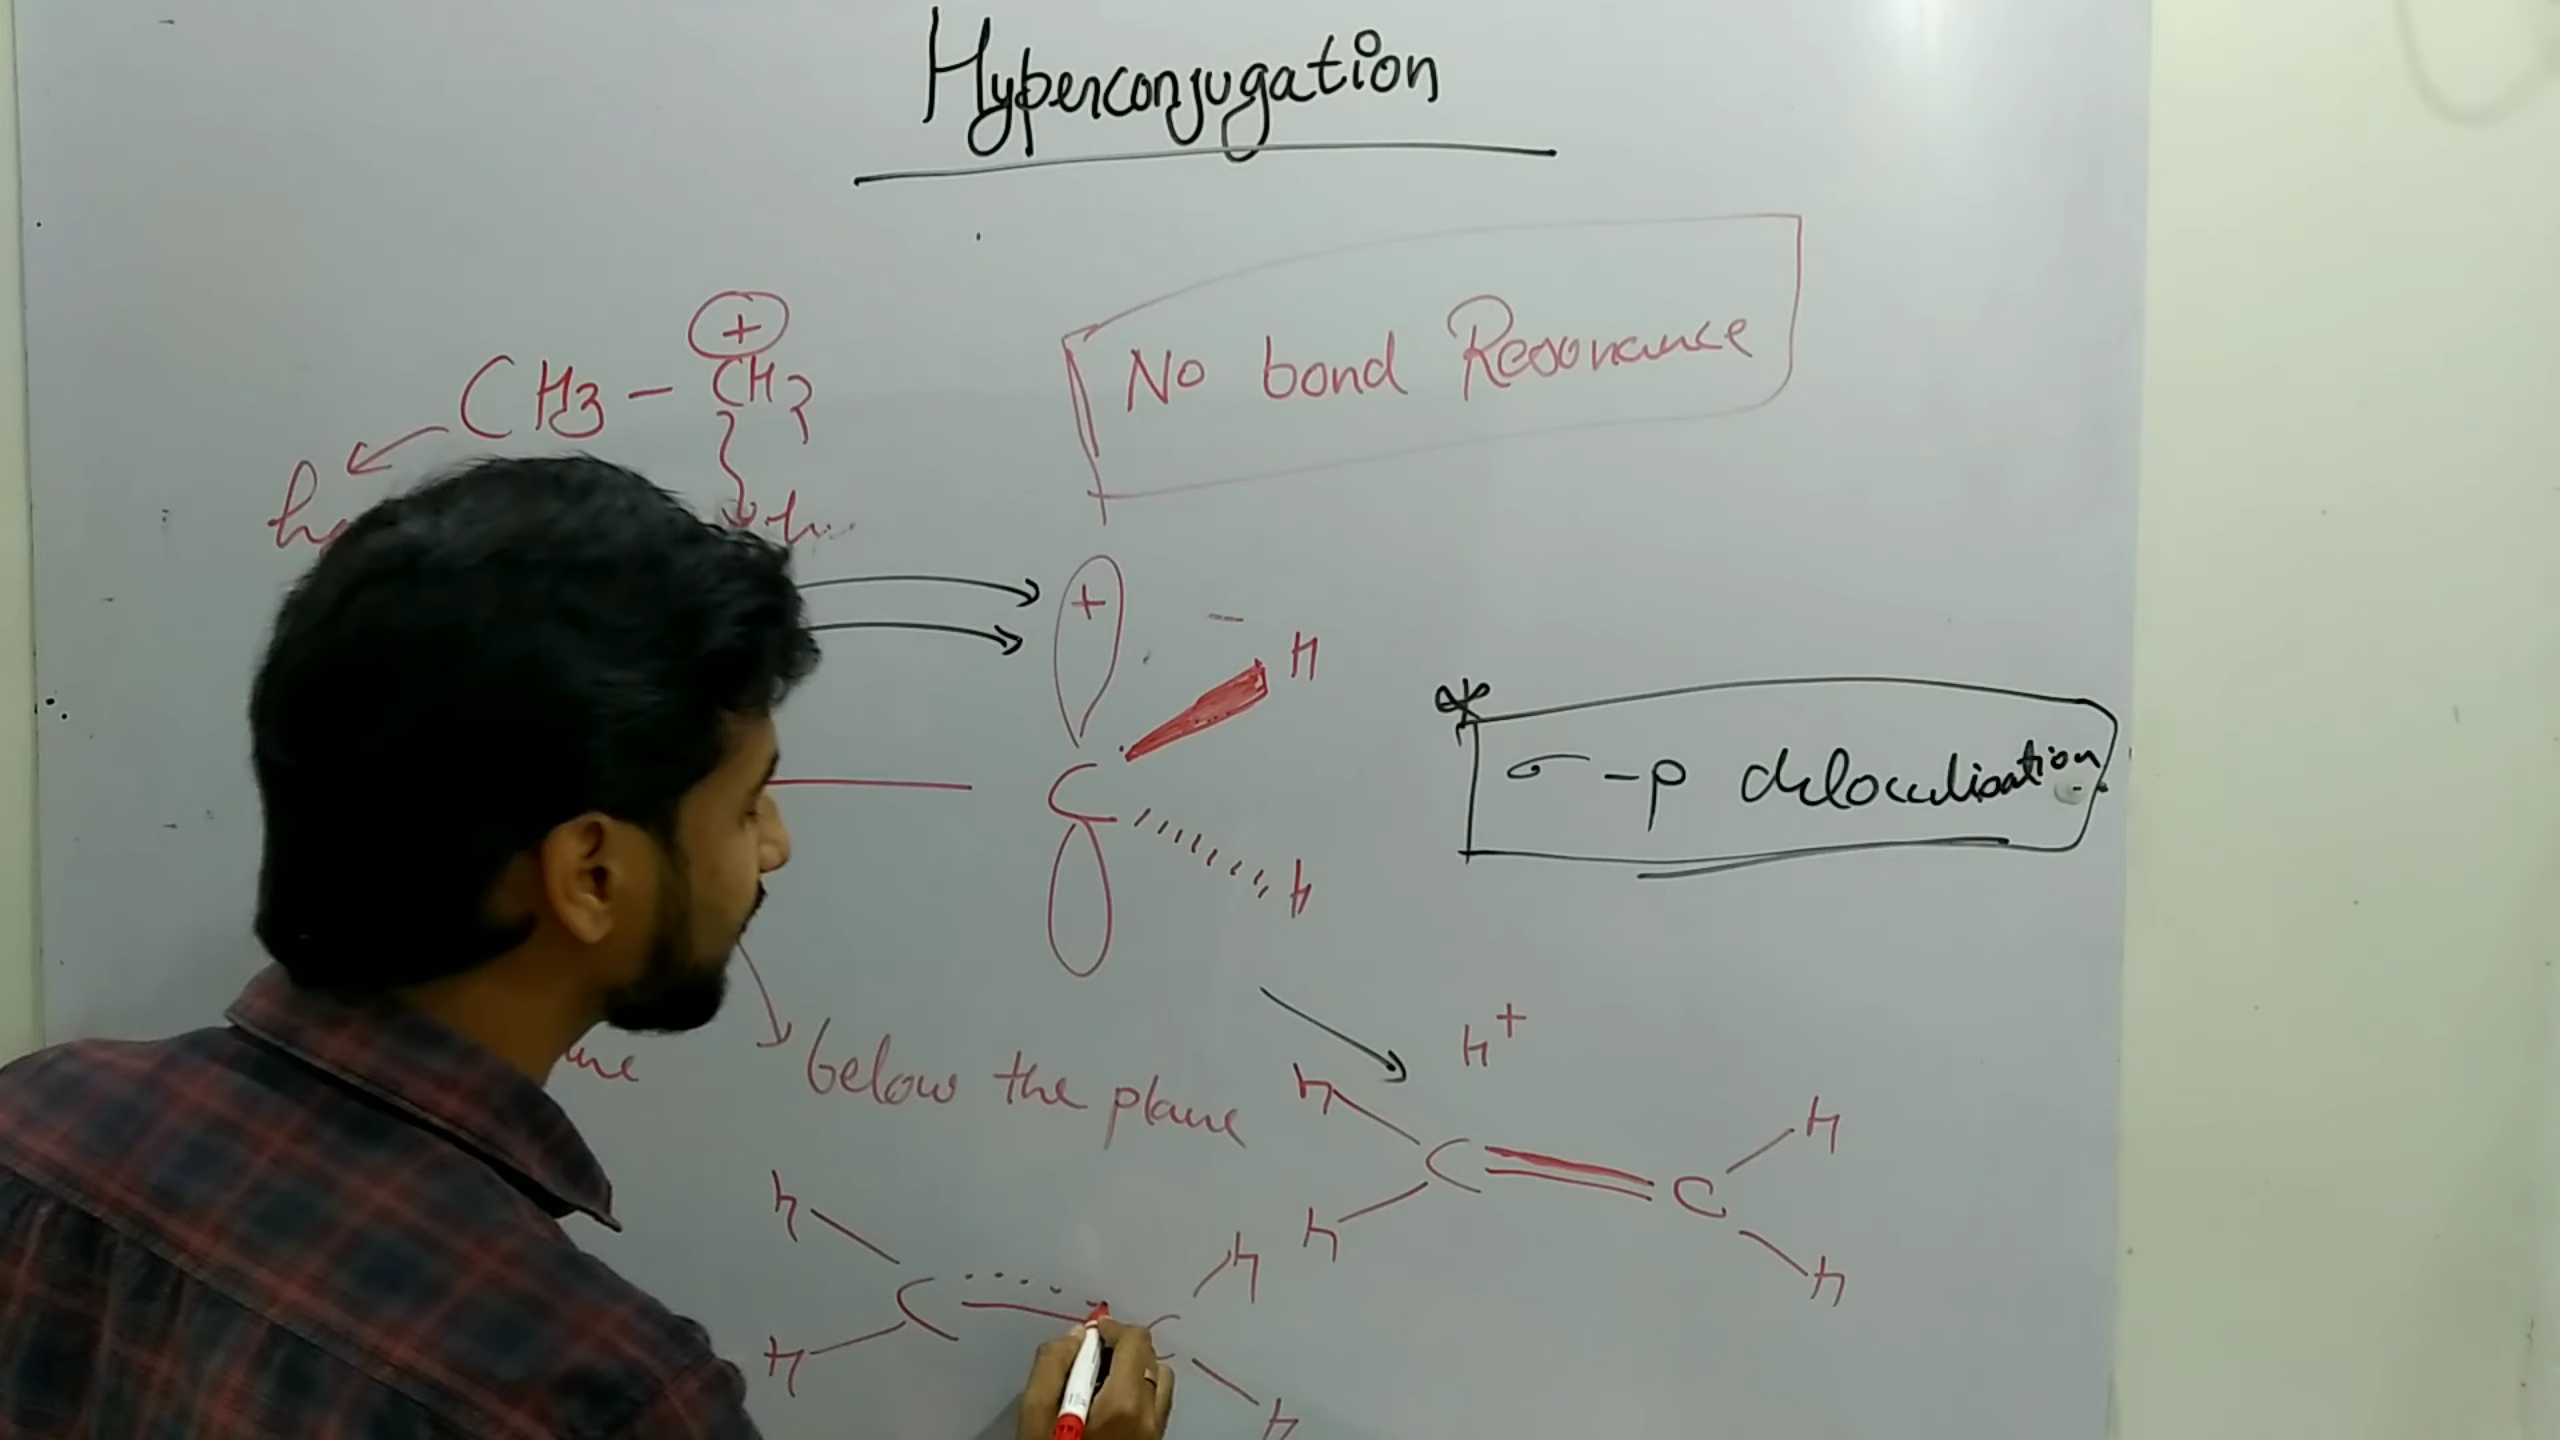 Hyperconjugation
No bond Resonance
+
CH3 - CH2
+
- H
C
H
σ -p delocalisation
below the plane
H+
H
H
C = C
H
H
H
H
C C
H
H